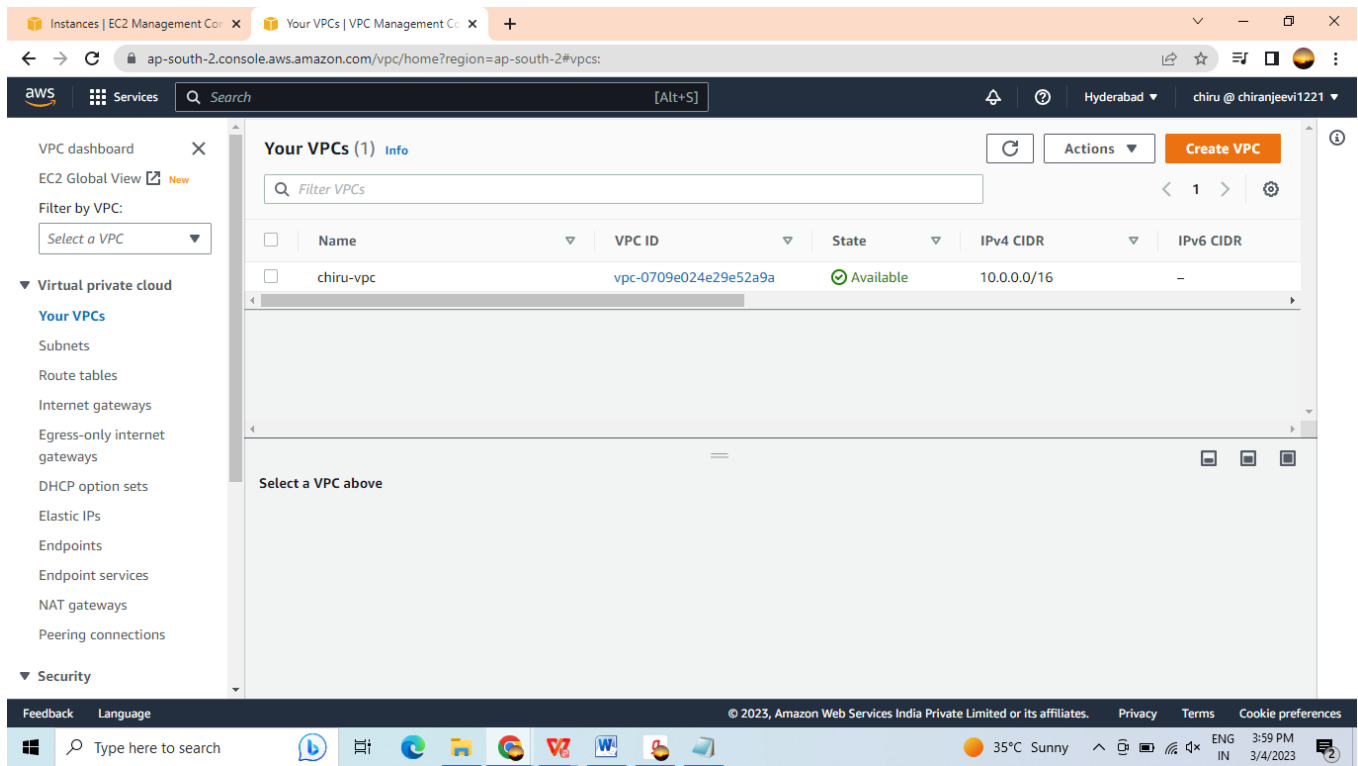 Instances | EC2 Management Con
Your VPCs | VPC Management Co
ap-south-2.console.aws.amazon.com/vpc/home?region=ap-south-2#vpcs:
aws Services Search [Alt+S] Hyderabad chiru @ chiranjeevi1221
VPC dashboard
EC2 Global View New
Filter by VPC:
Select a VPC
Virtual private cloud
Your VPCs
Subnets
Route tables
Internet gateways
Egress-only internet
gateways
DHCP option sets
Elastic IPs
Endpoints
Endpoint services
NAT gateways
Peering connections
Security
Your VPCs (1) Info
Actions
Create VPC
Filter VPCs
1
Name VPC ID State IPv4 CIDR IPv6 CIDR
chiru-vpc vpc-0709e024e29e52a9a Available 10.0.0.0/16 –
Select a VPC above
Feedback Language © 2023, Amazon Web Services India Private Limited or its affiliates. Privacy Terms Cookie preferences
Type here to search
35°C Sunny
ENG
IN
3:59 PM
3/4/2023
2